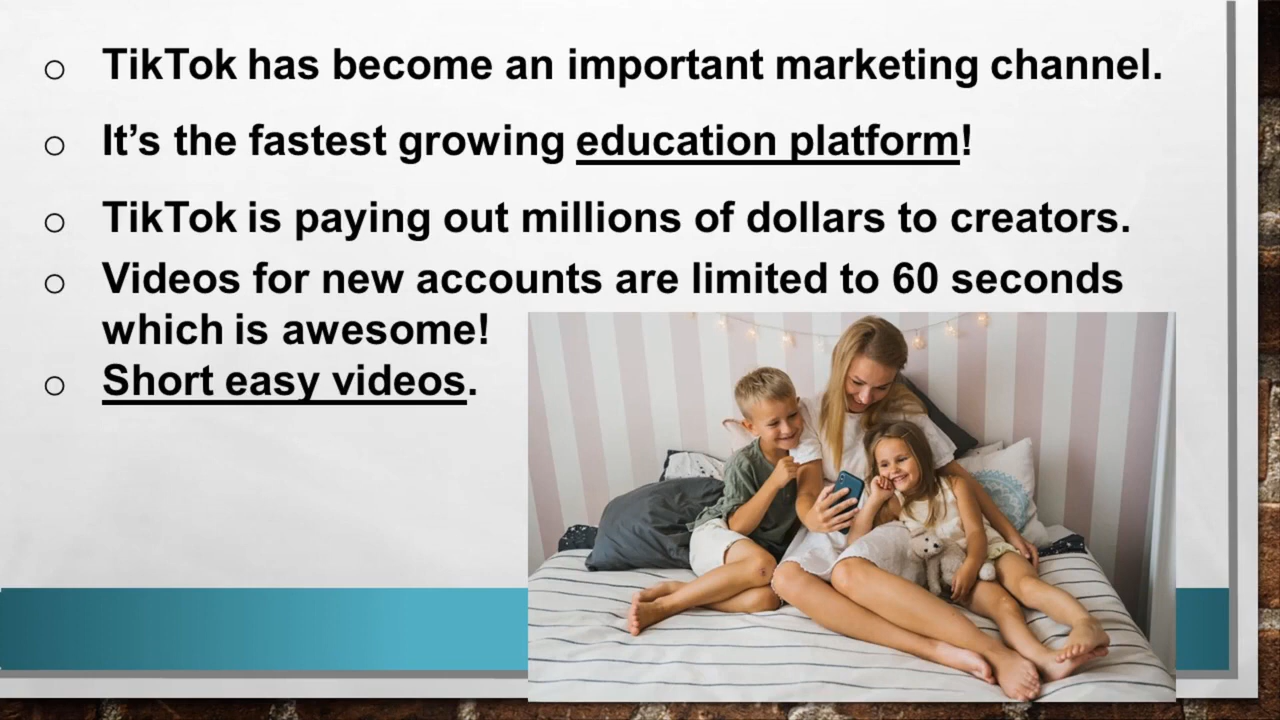 ○ TikTok has become an important marketing channel.
○ It’s the fastest growing education platform!
○ TikTok is paying out millions of dollars to creators.
○ Videos for new accounts are limited to 60 seconds
which is awesome!
○ Short easy videos.